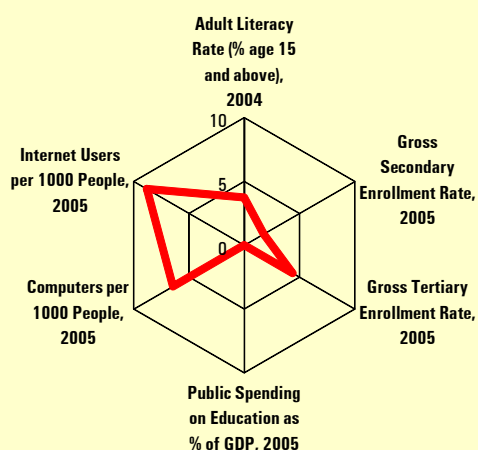 Adult Literacy
Rate (% age 15
and above),
2004
10
5
0
Gross
Secondary
Enrollment Rate,
2005
Gross Tertiary
Enrollment Rate,
2005
Public Spending
on Education as
% of GDP, 2005
Computers per
1000 People,
2005
Internet Users
per 1000 People,
2005